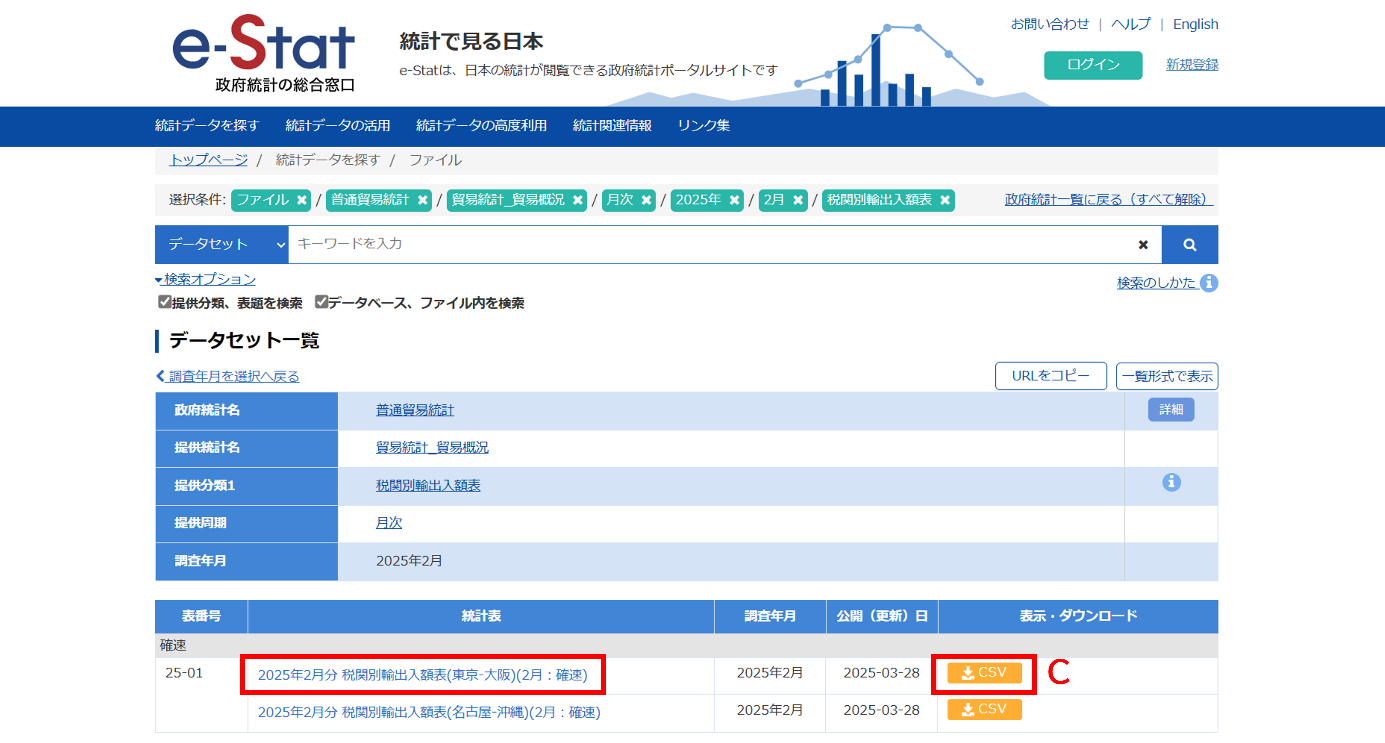 e-Stat
政府統計の総合窓口
統計で見る日本
e-Statは、日本の統計が閲覧できる政府統計ポータルサイトです
お問い合わせ | ヘルプ | English
ログイン
新規登録
統計データを探す 統計データの活用 統計データの高度利用 統計関連情報 リンク集
トップページ / 統計データを探す / ファイル
選択条件: ファイル ✖ / 普通貿易統計 ✖ / 貿易統計_貿易概況 ✖ / 月次 ✖ / 2025年 ✖ / 2月 ✖ / 税関別輸出入額表 ✖ 政府統計一覧に戻る(すべて解除)
データセット キーワードを入力 ✖
検索オプション 検索のしかた
提供分類、表題を検索 データベース、ファイル内を検索
データセット一覧
調査年月を選択へ戻る URLをコピー 一覧形式で表示
政府統計名 普通貿易統計 詳細
提供統計名 貿易統計_貿易概況
提供分類1 税関別輸出入額表
提供周期 月次
調査年月 2025年2月
表番号 統計表 調査年月 公開(更新)日 表示・ダウンロード
確速
25-01 2025年2月分 税関別輸出入額表(東京-大阪)(2月:確速) 2025年2月 2025-03-28 CSV C
2025年2月分 税関別輸出入額表(名古屋-沖縄)(2月:確速) 2025年2月 2025-03-28 CSV